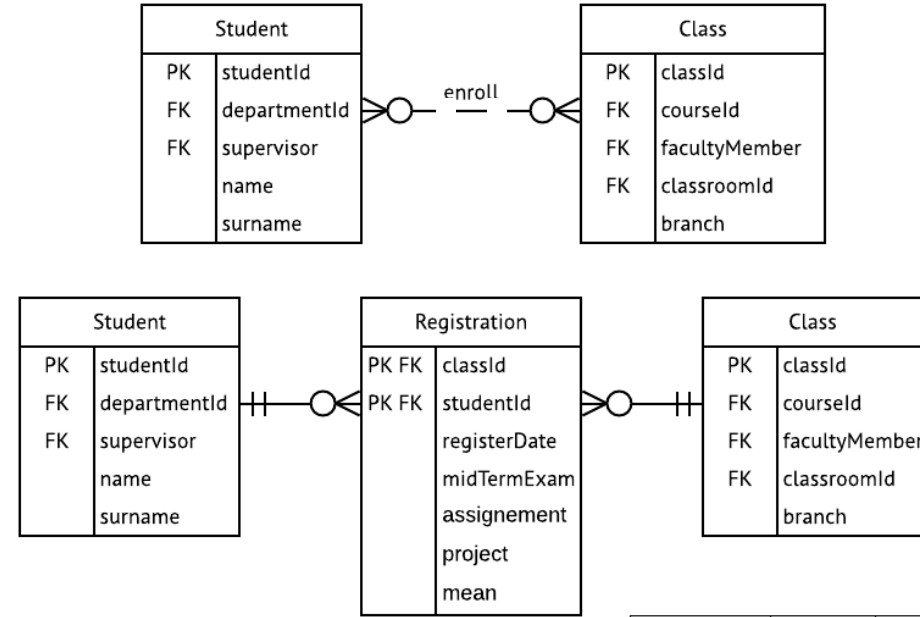 Student
PK studentId
FK departmentId
FK supervisor
name
surname
enroll
Class
PK classId
FK courseId
FK facultyMember
FK classroomId
branch
Student
PK studentId
FK departmentId
FK supervisor
name
surname
Registration
PK FK classId
PK FK studentId
registerDate
midTermExam
assignement
project
mean
Class
PK classId
FK courseId
FK facultyMember
FK classroomId
branch